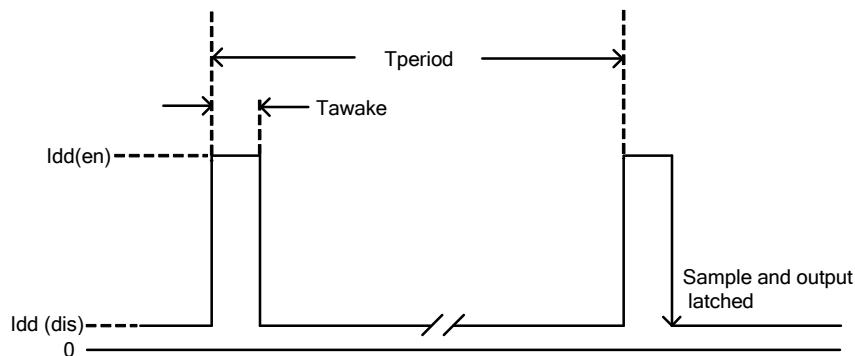 Tperiod
Tawake
Idd(en)
Sample and output
latched
Idd (dis)
0